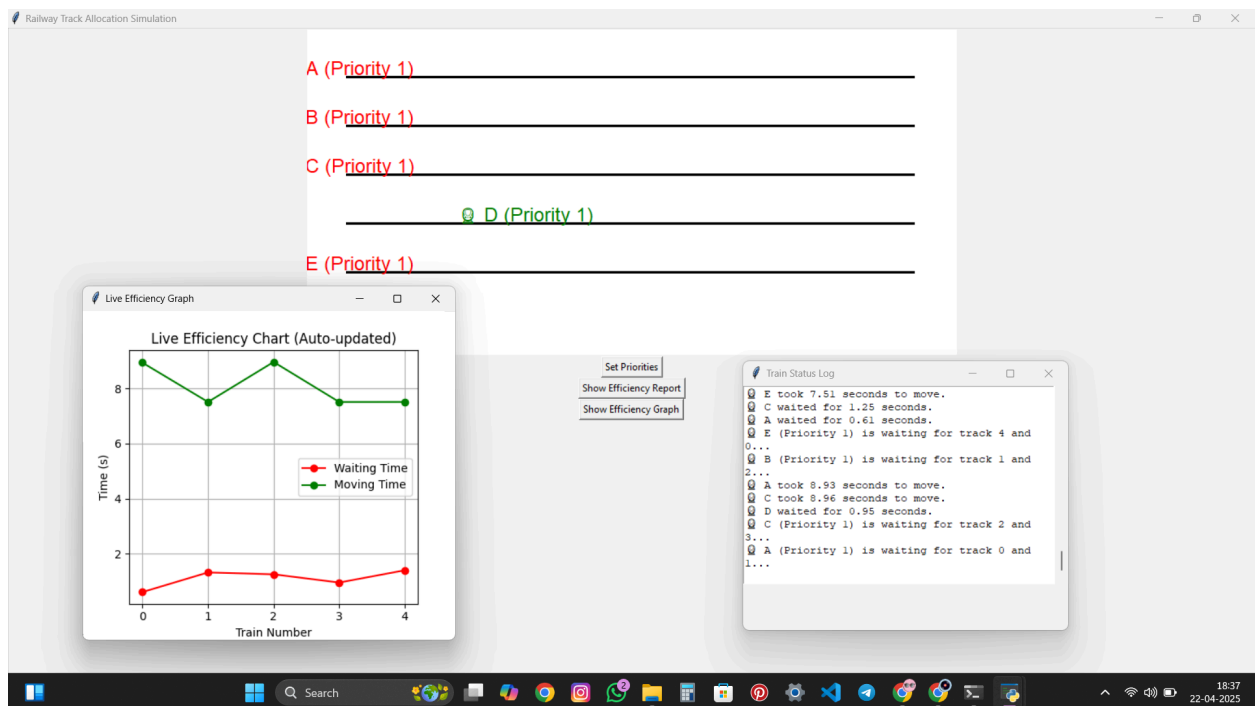 Railway Track Allocation Simulation
A (Priority 1)
B (Priority 1)
C (Priority 1)
D (Priority 1)
E (Priority 1)
Live Efficiency Graph
Live Efficiency Chart (Auto-updated)
8
6
4
2
Time (s)
Waiting Time
Moving Time
0 1 2 3 4
Train Number
Set Priorities
Show Efficiency Report
Show Efficiency Graph
Train Status Log
E took 7.51 seconds to move.
C waited for 1.25 seconds.
A waited for 0.61 seconds.
E (Priority 1) is waiting for track 4 and
0...
B (Priority 1) is waiting for track 1 and
2...
A took 8.93 seconds to move.
C took 8.96 seconds to move.
D waited for 0.95 seconds.
C (Priority 1) is waiting for track 2 and
3...
A (Priority 1) is waiting for track 0 and
1...
Search
2
18:37
22-04-2025